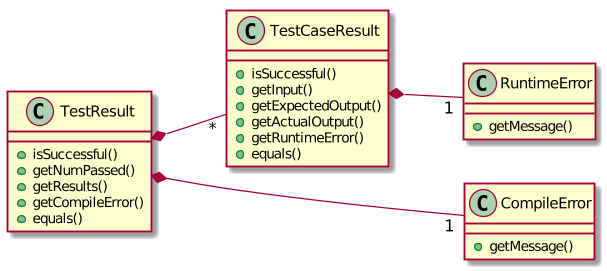 C TestResult
isSuccessful()
getNumPassed()
getResults()
getCompileError()
equals()
*
C TestCaseResult
isSuccessful()
getInput()
getExpectedOutput()
getActualOutput()
getRuntimeError()
equals()
1
C RuntimeError
getMessage()
1
C CompileError
getMessage()